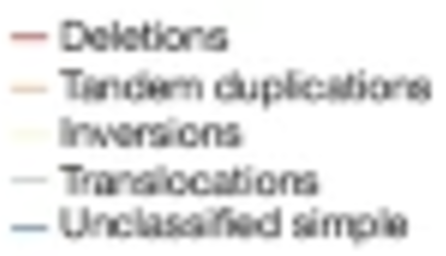 Deletions
Tandem duplications
Inversions
Translocations
Unclassified simple